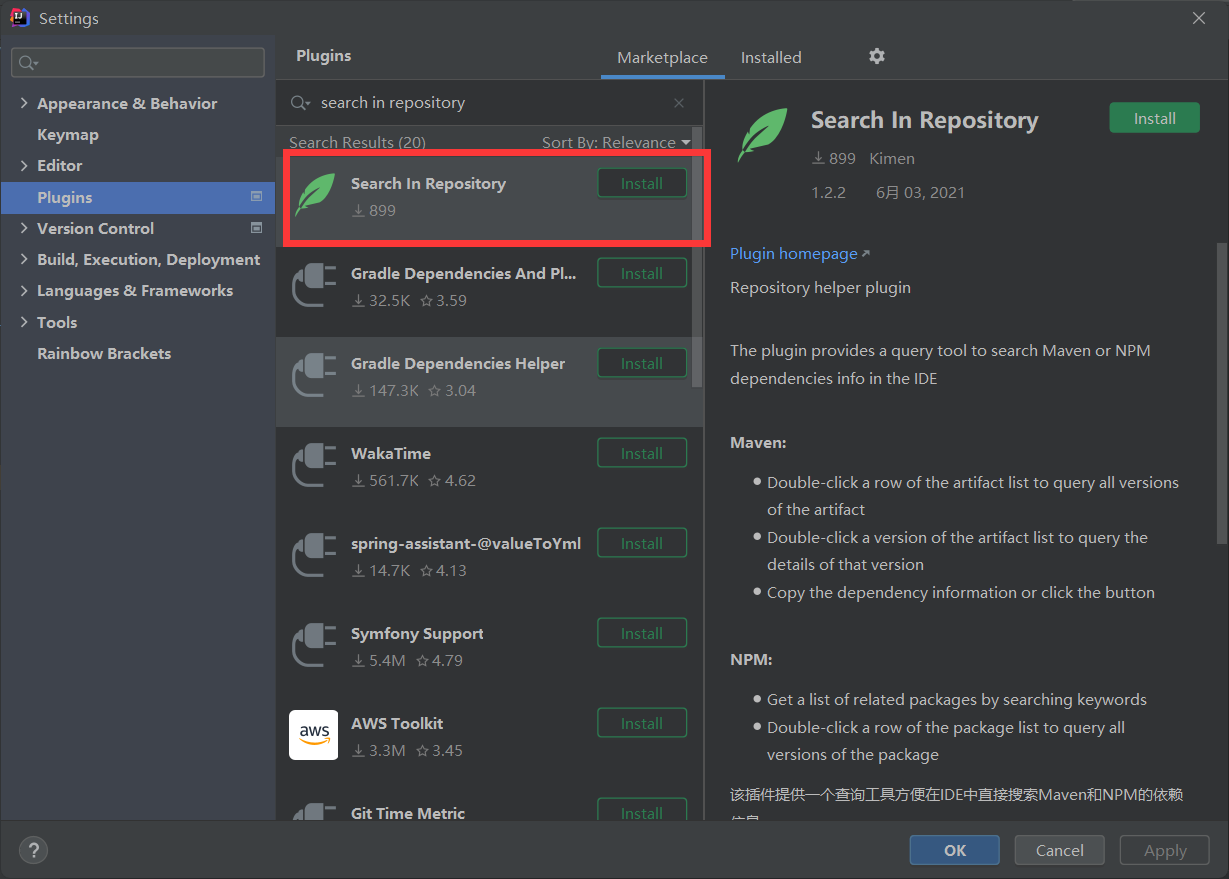 Settings
Plugins
Marketplace
Installed
Appearance & Behavior
Keymap
Editor
Plugins
Version Control
Build, Execution, Deployment
Languages & Frameworks
Tools
Rainbow Brackets
search in repository
Search Results (20)
Sort By: Relevance
Search In Repository
Install
899
Gradle Dependencies And Pl...
Install
32.5K 3.59
Gradle Dependencies Helper
Install
147.3K 3.04
WakaTime
Install
561.7K 4.62
spring-assistant-@valueToYml
Install
14.7K 4.13
Symfony Support
Install
5.4M 4.79
aws
AWS Toolkit
Install
3.3M 3.45
Git Time Metric
Install
Search In Repository
Install
899 Kimen
1.2.2 6月 03, 2021
Plugin homepage
Repository helper plugin
The plugin provides a query tool to search Maven or NPM
dependencies info in the IDE
Maven:
Double-click a row of the artifact list to query all versions
of the artifact
Double-click a version of the artifact list to query the
details of that version
Copy the dependency information or click the button
NPM:
Get a list of related packages by searching keywords
Double-click a row of the package list to query all
versions of the package
该插件提供一个查询工具方便在IDE中直接搜索Maven和NPM的依赖
?
OK
Cancel
Apply